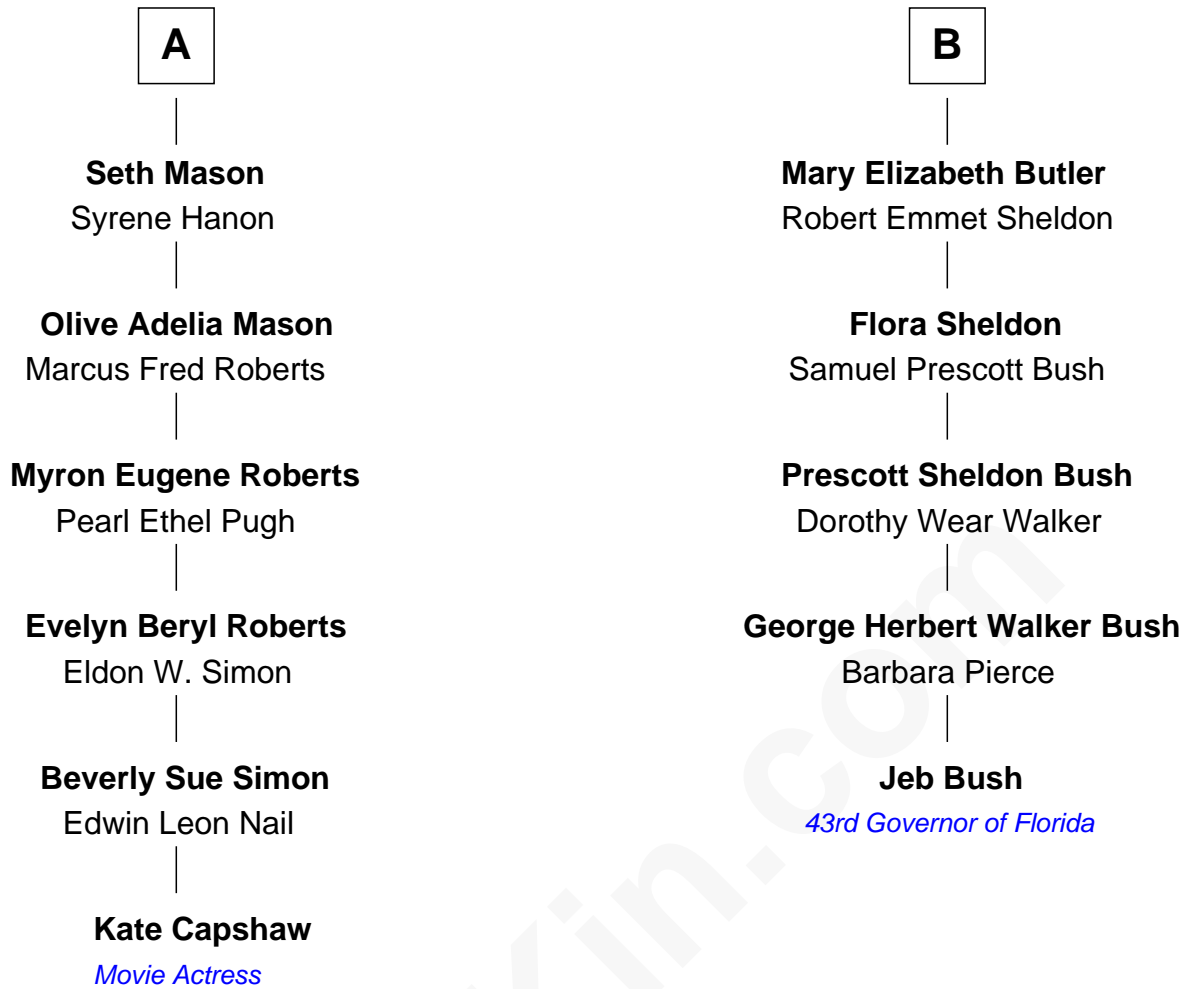 A
Seth Mason
Syrene Hanon
Olive Adelia Mason
Marcus Fred Roberts
Myron Eugene Roberts
Pearl Ethel Pugh
Evelyn Beryl Roberts
Eldon W. Simon
Beverly Sue Simon
Edwin Leon Nail
Kate Capshaw
Movie Actress
B
Mary Elizabeth Butler
Robert Emmet Sheldon
Flora Sheldon
Samuel Prescott Bush
Prescott Sheldon Bush
Dorothy Wear Walker
George Herbert Walker Bush
Barbara Pierce
Jeb Bush
43rd Governor of Florida
Kin.com